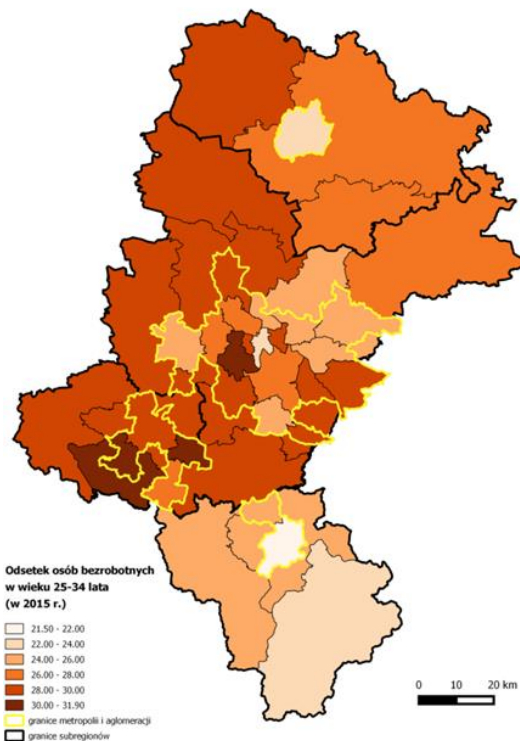 Odsetek osób bezrobotnych
w wieku 25-34 lata
(w 2015 r.)
21.50 - 22.00
22.00 - 24.00
24.00 - 26.00
26.00 - 28.00
28.00 - 30.00
30.00 - 31.90
granice metropolii i aglomeracji
granice subregionów
0 10 20 km